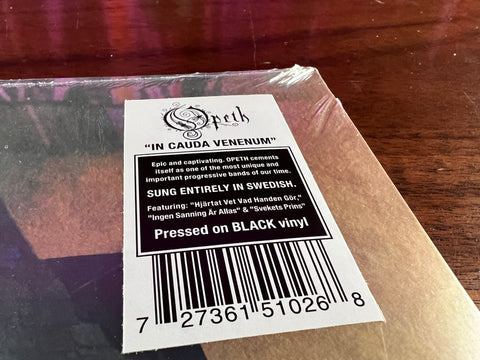 Opeth
"IN CAUDA VENENUM"
Epic and captivating. OPETH cements
itself as one of the most unique and
important progressive bands of our time.
SUNG ENTIRELY IN SWEDISH.
Featuring: "Hjärtat Vet Vad Handen Gör,"
"Ingen Sanning Är Allas" & "Svekets Prins"
Pressed on BLACK vinyl
7 27361 51026 8